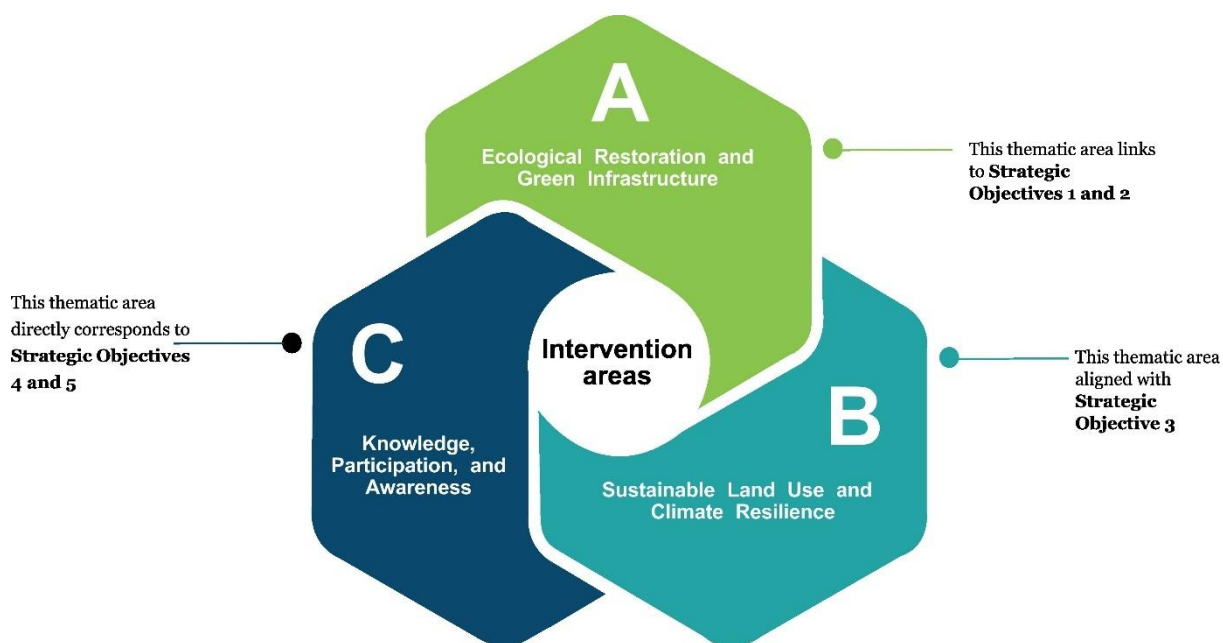 A
Ecological Restoration and
Green Infrastructure
This thematic area links
to Strategic
Objectives 1 and 2
This thematic area
directly corresponds to
Strategic Objectives
4 and 5
C
Knowledge,
Participation, and
Awareness
Intervention
areas
B
Sustainable Land Use and
Climate Resilience
This thematic area
aligned with
Strategic
Objective 3